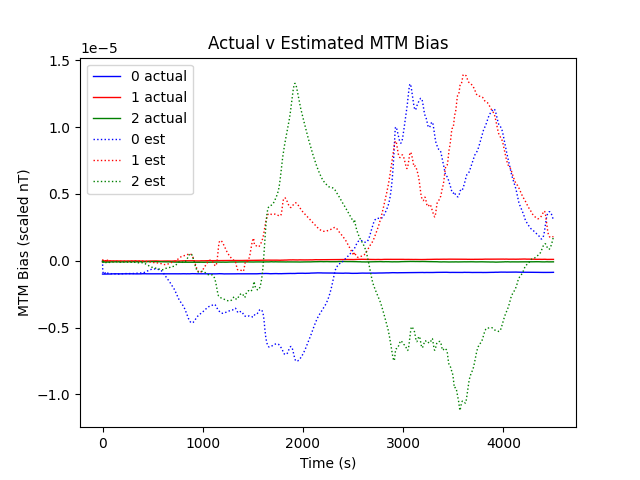 Actual v Estimated MTM Bias
1e−5
1.5
1.0
0.5
0.0
−0.5
−1.0
MTM Bias (scaled nT)
0 actual
1 actual
2 actual
0 est
1 est
2 est
0 1000 2000 3000 4000
Time (s)